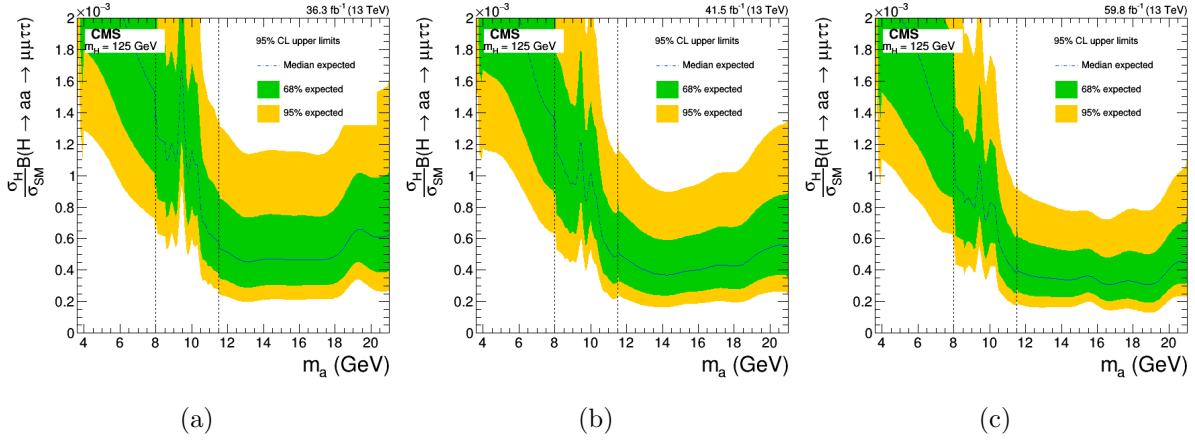 ×10⁻³ 36.3 fb⁻¹ (13 TeV)
CMS
m_H = 125 GeV
95% CL upper limits
Median expected
68% expected
95% expected
σ_H/σ_SM B(H → aa → μμττ)
2
1.8
1.6
1.4
1.2
1
0.8
0.6
0.4
0.2
0
4 6 8 10 12 14 16 18 20
m_a (GeV)
(a)
×10⁻³ 41.5 fb⁻¹ (13 TeV)
CMS
m_H = 125 GeV
95% CL upper limits
Median expected
68% expected
95% expected
σ_H/σ_SM B(H → aa → μμττ)
2
1.8
1.6
1.4
1.2
1
0.8
0.6
0.4
0.2
0
4 6 8 10 12 14 16 18 20
m_a (GeV)
(b)
×10⁻³ 59.8 fb⁻¹ (13 TeV)
CMS
m_H = 125 GeV
95% CL upper limits
Median expected
68% expected
95% expected
σ_H/σ_SM B(H → aa → μμττ)
2
1.8
1.6
1.4
1.2
1
0.8
0.6
0.4
0.2
0
4 6 8 10 12 14 16 18 20
m_a (GeV)
(c)